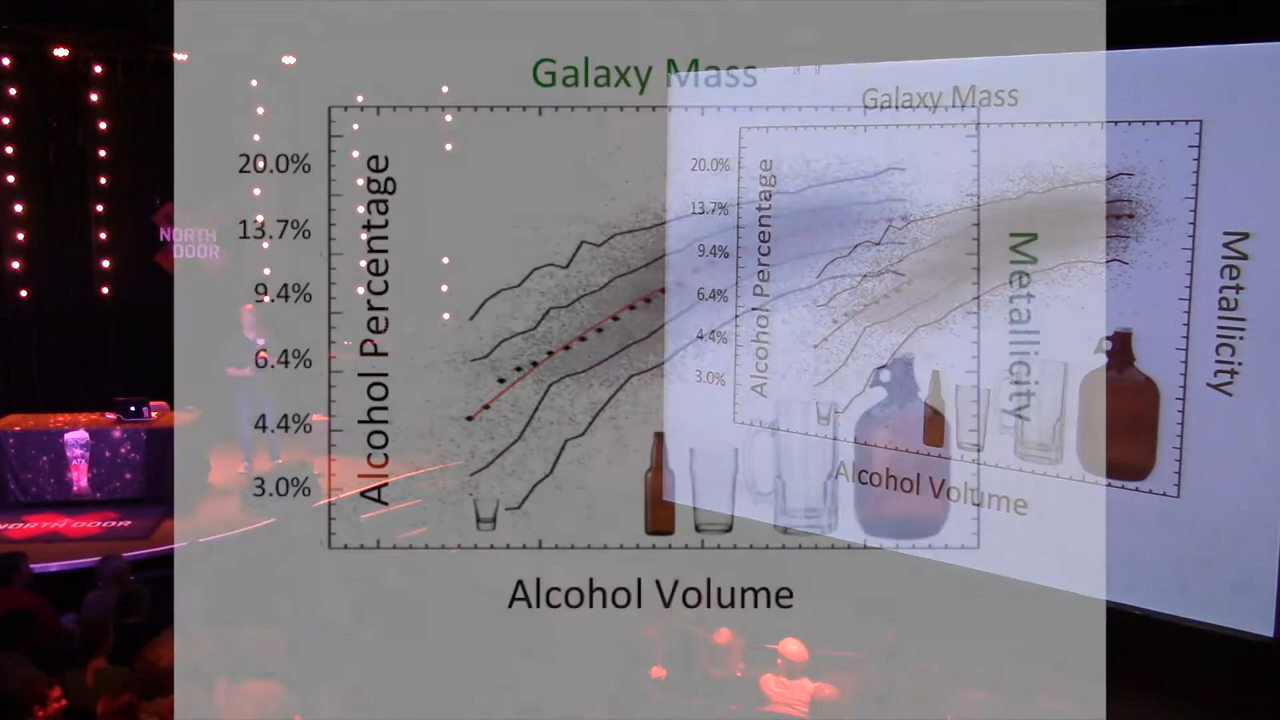 Galaxy Mass
20.0%
13.7%
9.4%
6.4%
4.4%
3.0%
Alcohol Percentage
Metallicity
Alcohol Volume
Galaxy Mass
20.0%
13.7%
9.4%
6.4%
4.4%
3.0%
Alcohol Percentage
Metallicity
Alcohol Volume
NORTH
DOOR
ATX
NORTH DOOR